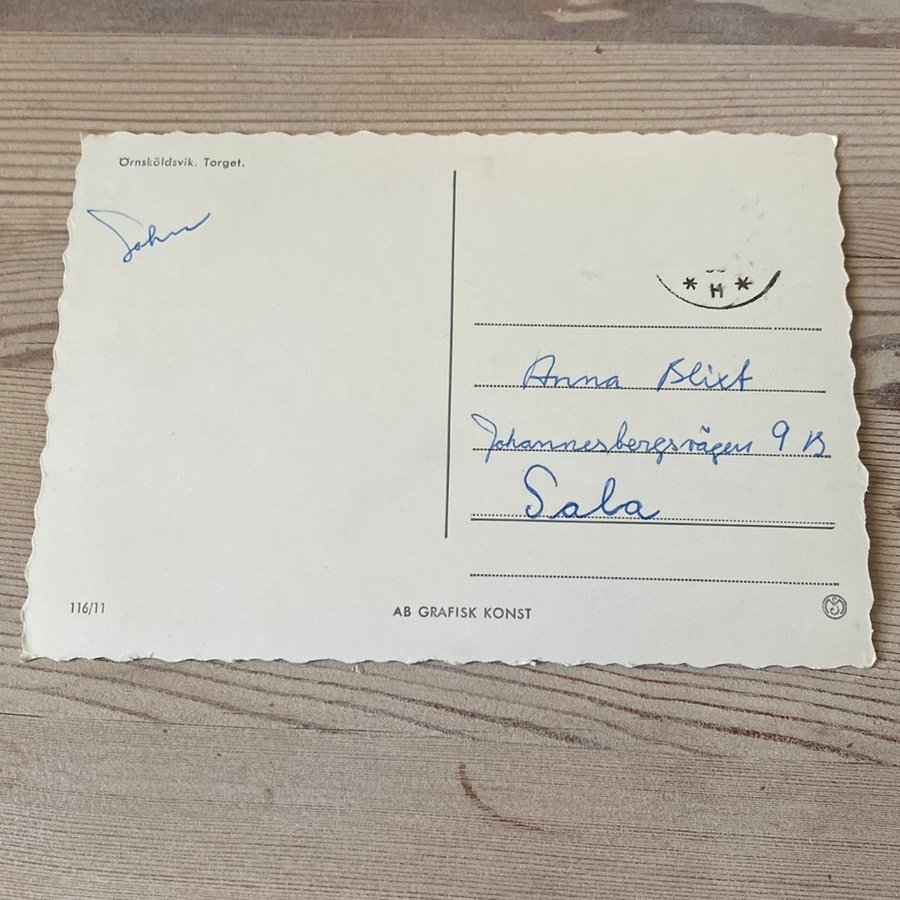 Örnsköldsvik. Torget.
John
* H *
Anna Blixt
Johannesbergsvägen 9 B
Sala
116/11
AB GRAFISK KONST